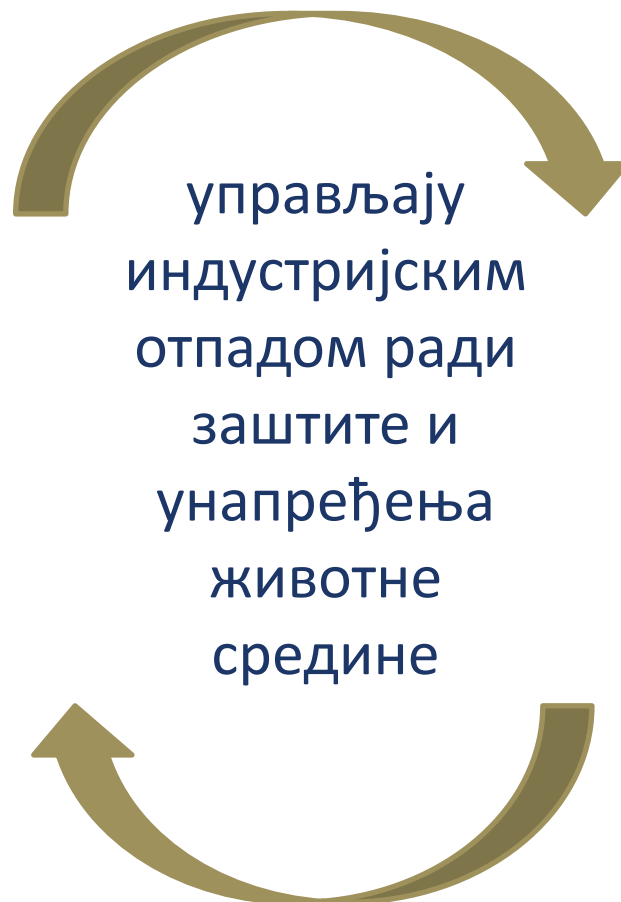 управљају
индустријским
отпадом ради
заштите и
унапређења
животне
средине